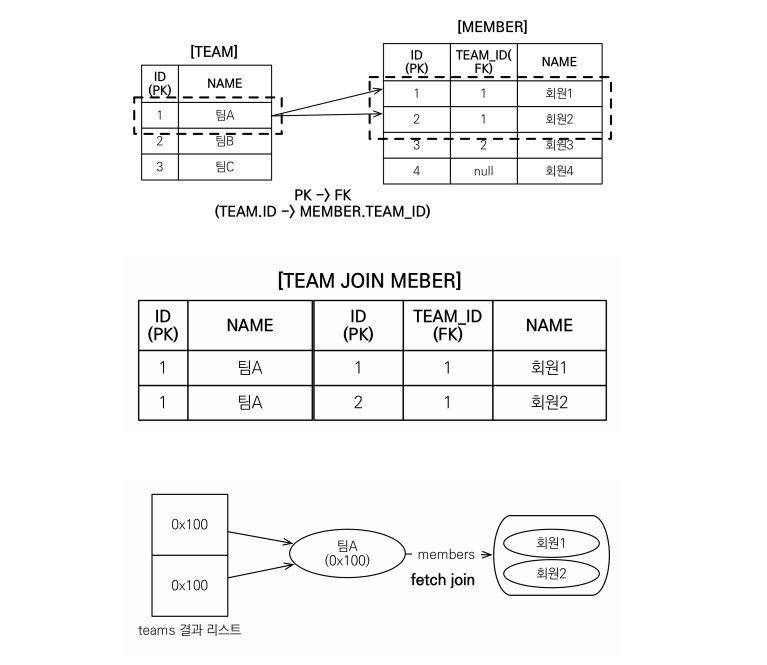 [TEAM]
ID
(PK)
NAME
1
팀A
2
팀B
3
팀C
[MEMBER]
ID
(PK)
TEAM_ID(
FK)
NAME
1
1
회원1
2
1
회원2
3
2
회원3
4
null
회원4
PK -> FK
(TEAM.ID -> MEMBER.TEAM_ID)
[TEAM JOIN MEBER]
ID
(PK)
NAME
ID
(PK)
TEAM_ID
(FK)
NAME
1
팀A
1
1
회원1
1
팀A
2
1
회원2
0x100
0x100
teams 결과 리스트
팀A
(0x100)
members
fetch join
회원1
회원2